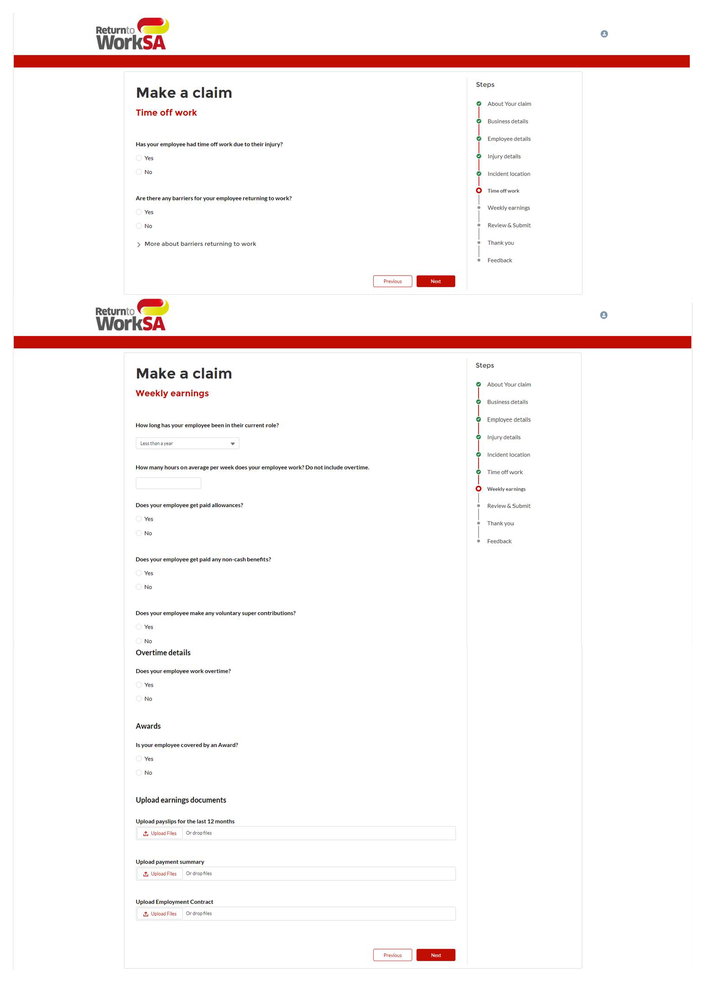 Returnto
WorkSA
Make a claim
Time off work
Has your employee had time off work due to their injury?
Yes
No
Are there any barriers for your employee returning to work?
Yes
No
More about barriers returning to work
Previous
Next
Steps
About Your claim
Business details
Employee details
Injury details
Incident location
Time off work
Weekly earnings
Review & Submit
Thank you
Feedback
Returnto
WorkSA
Make a claim
Weekly earnings
How long has your employee been in their current role?
Less than a year
How many hours on average per week does your employee work? Do not include overtime.
Does your employee get paid allowances?
Yes
No
Does your employee get paid any non-cash benefits?
Yes
No
Does your employee make any voluntary super contributions?
Yes
No
Overtime details
Does your employee work overtime?
Yes
No
Awards
Is your employee covered by an Award?
Yes
No
Upload earnings documents
Upload payslips for the last 12 months
Upload Files Or drop files
Upload payment summary
Upload Files Or drop files
Upload Employment Contract
Upload Files Or drop files
Previous
Next
Steps
About Your claim
Business details
Employee details
Injury details
Incident location
Time off work
Weekly earnings
Review & Submit
Thank you
Feedback